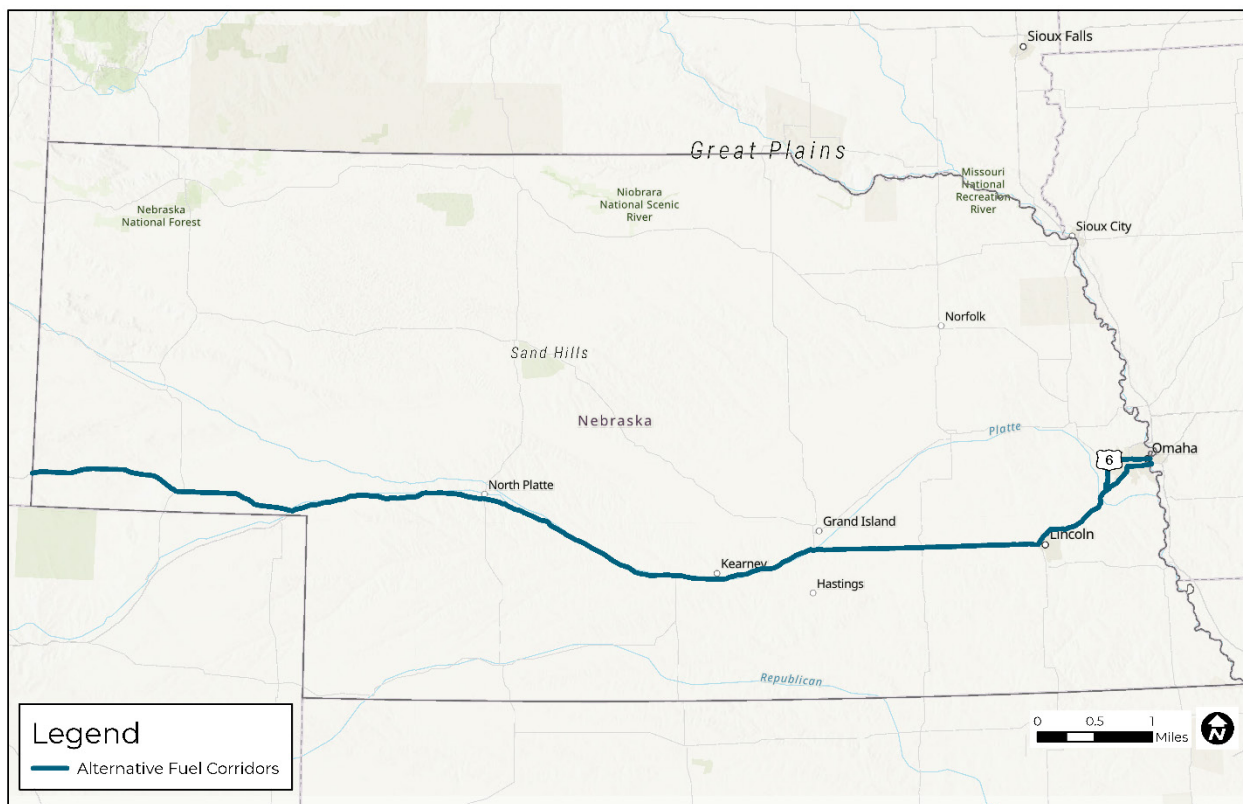 Sioux Falls
Great Plains
Missouri
National
Recreation
River
Niobrara
National Scenic
River
Nebraska
National Forest
Sioux City
Norfolk
Sand Hills
Nebraska
Platte
Omaha
6
North Platte
Grand Island
Lincoln
Kearney
Hastings
Republican
Legend
Alternative Fuel Corridors
0 0.5 1
Miles
N